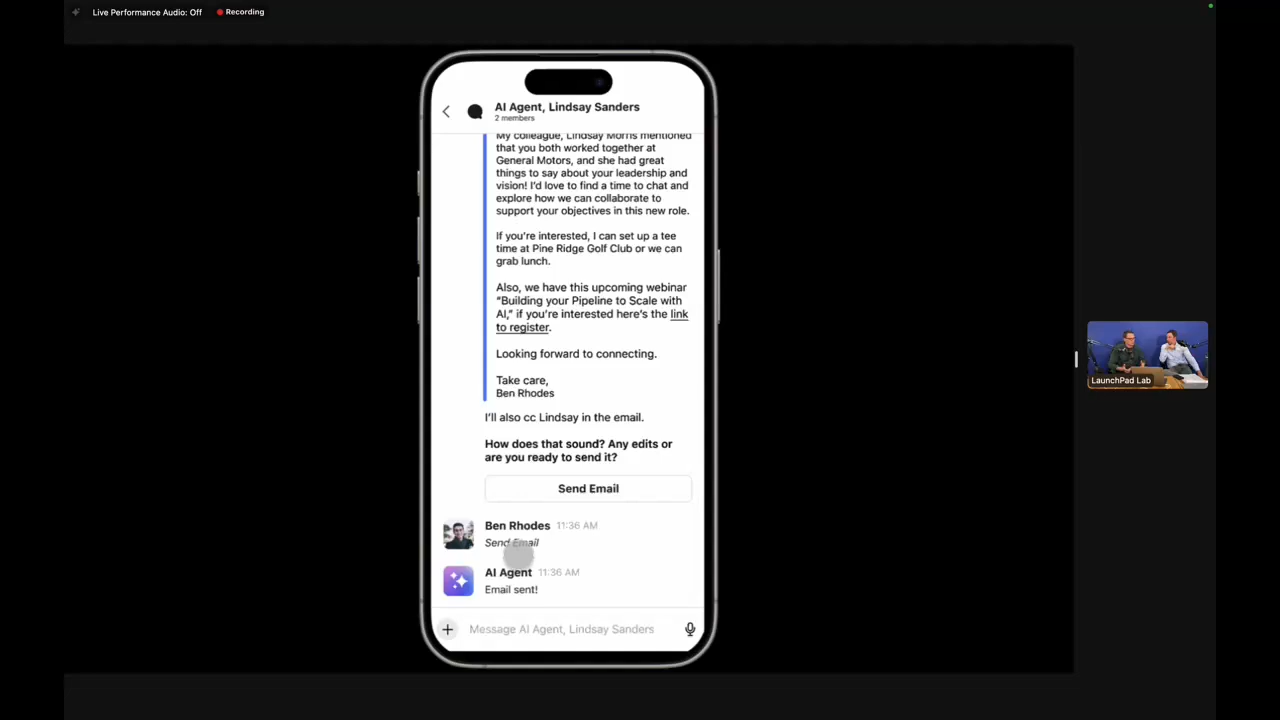 Live Performance Audio: Off
Recording
AI Agent, Lindsay Sanders
2 members
My colleague, Lindsay Morris mentioned
that you both worked together at
General Motors, and she had great
things to say about your leadership and
vision! I'd love to find a time to chat and
explore how we can collaborate to
support your objectives in this new role.
If you're interested, I can set up a tee
time at Pine Ridge Golf Club or we can
grab lunch.
Also, we have this upcoming webinar
“Building your Pipeline to Scale with
AI,” if you're interested here's the link
to register.
Looking forward to connecting.
Take care,
Ben Rhodes
I'll also cc Lindsay in the email.
How does that sound? Any edits or
are you ready to send it?
Send Email
Ben Rhodes 11:36 AM
Send Email
AI Agent 11:36 AM
Email sent!
Message AI Agent, Lindsay Sanders
LaunchPad Lab